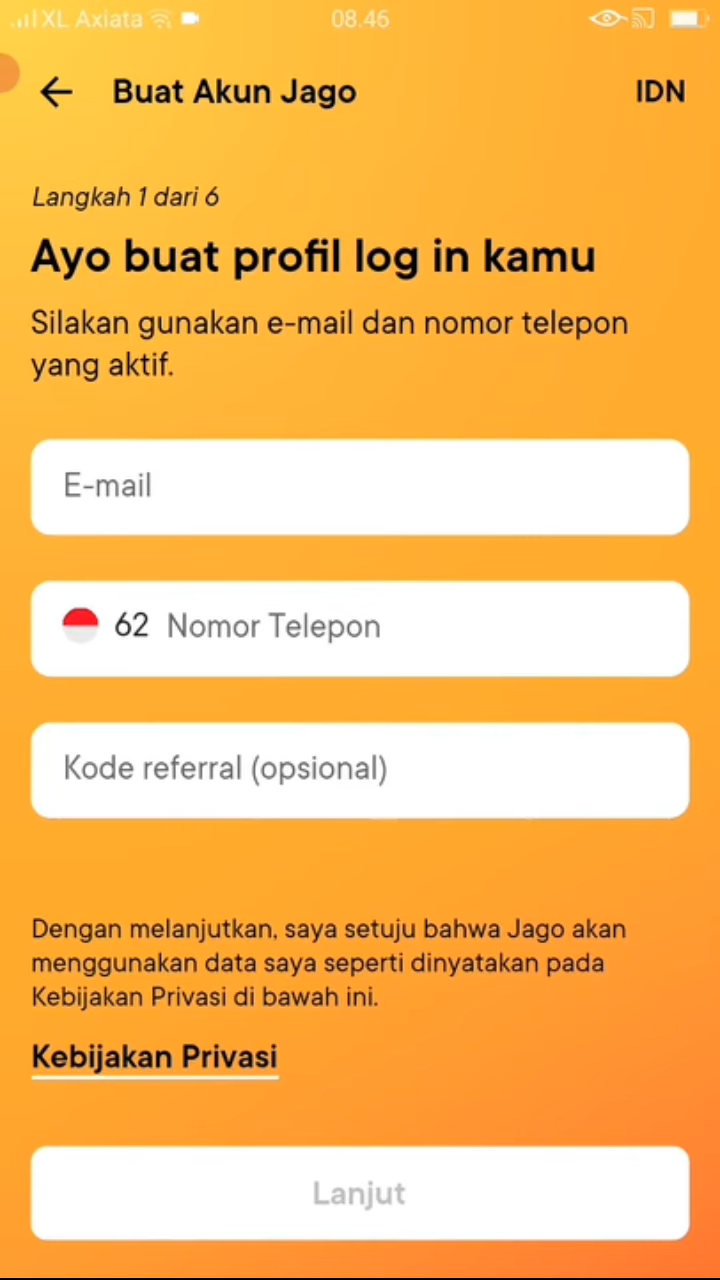 XL Axiata
08.46
Buat Akun Jago
IDN
Langkah 1 dari 6
Ayo buat profil log in kamu
Silakan gunakan e-mail dan nomor telepon
yang aktif.
E-mail
62 Nomor Telepon
Kode referral (opsional)
Dengan melanjutkan, saya setuju bahwa Jago akan
menggunakan data saya seperti dinyatakan pada
Kebijakan Privasi di bawah ini.
Kebijakan Privasi
Lanjut